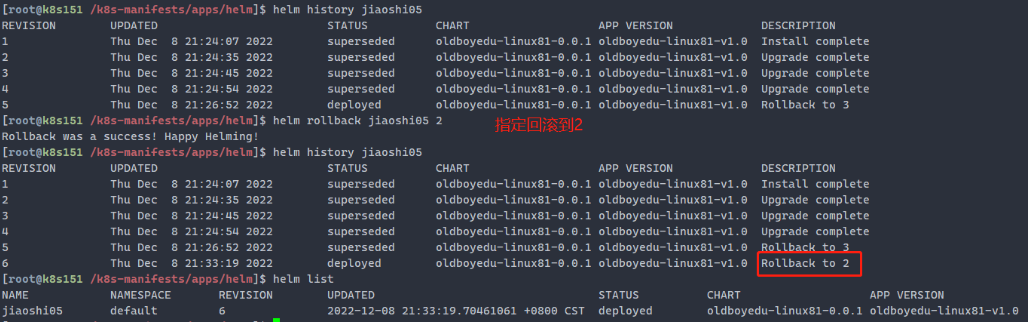 [root@k8s151 /k8s-manifests/apps/helm]$ helm history jiaoshi05
REVISION UPDATED STATUS CHART APP VERSION DESCRIPTION
1 Thu Dec 8 21:24:07 2022 superseded oldboyedu-linux81-0.0.1 oldboyedu-linux81-v1.0 Install complete
2 Thu Dec 8 21:24:35 2022 superseded oldboyedu-linux81-0.0.1 oldboyedu-linux81-v1.0 Upgrade complete
3 Thu Dec 8 21:24:45 2022 superseded oldboyedu-linux81-0.0.1 oldboyedu-linux81-v1.0 Upgrade complete
4 Thu Dec 8 21:24:54 2022 superseded oldboyedu-linux81-0.0.1 oldboyedu-linux81-v1.0 Upgrade complete
5 Thu Dec 8 21:26:52 2022 deployed oldboyedu-linux81-0.0.1 oldboyedu-linux81-v1.0 Rollback to 3
[root@k8s151 /k8s-manifests/apps/helm]$ helm rollback jiaoshi05 2 指定回滚到2
Rollback was a success! Happy Helming!
[root@k8s151 /k8s-manifests/apps/helm]$ helm history jiaoshi05
REVISION UPDATED STATUS CHART APP VERSION DESCRIPTION
1 Thu Dec 8 21:24:07 2022 superseded oldboyedu-linux81-0.0.1 oldboyedu-linux81-v1.0 Install complete
2 Thu Dec 8 21:24:35 2022 superseded oldboyedu-linux81-0.0.1 oldboyedu-linux81-v1.0 Upgrade complete
3 Thu Dec 8 21:24:45 2022 superseded oldboyedu-linux81-0.0.1 oldboyedu-linux81-v1.0 Upgrade complete
4 Thu Dec 8 21:24:54 2022 superseded oldboyedu-linux81-0.0.1 oldboyedu-linux81-v1.0 Upgrade complete
5 Thu Dec 8 21:26:52 2022 superseded oldboyedu-linux81-0.0.1 oldboyedu-linux81-v1.0 Rollback to 3
6 Thu Dec 8 21:33:19 2022 deployed oldboyedu-linux81-0.0.1 oldboyedu-linux81-v1.0 Rollback to 2
[root@k8s151 /k8s-manifests/apps/helm]$ helm list
NAME NAMESPACE REVISION UPDATED STATUS CHART APP VERSION
jiaoshi05 default 6 2022-12-08 21:33:19.70461061 +0800 CST deployed oldboyedu-linux81-0.0.1 oldboyedu-linux81-v1.0